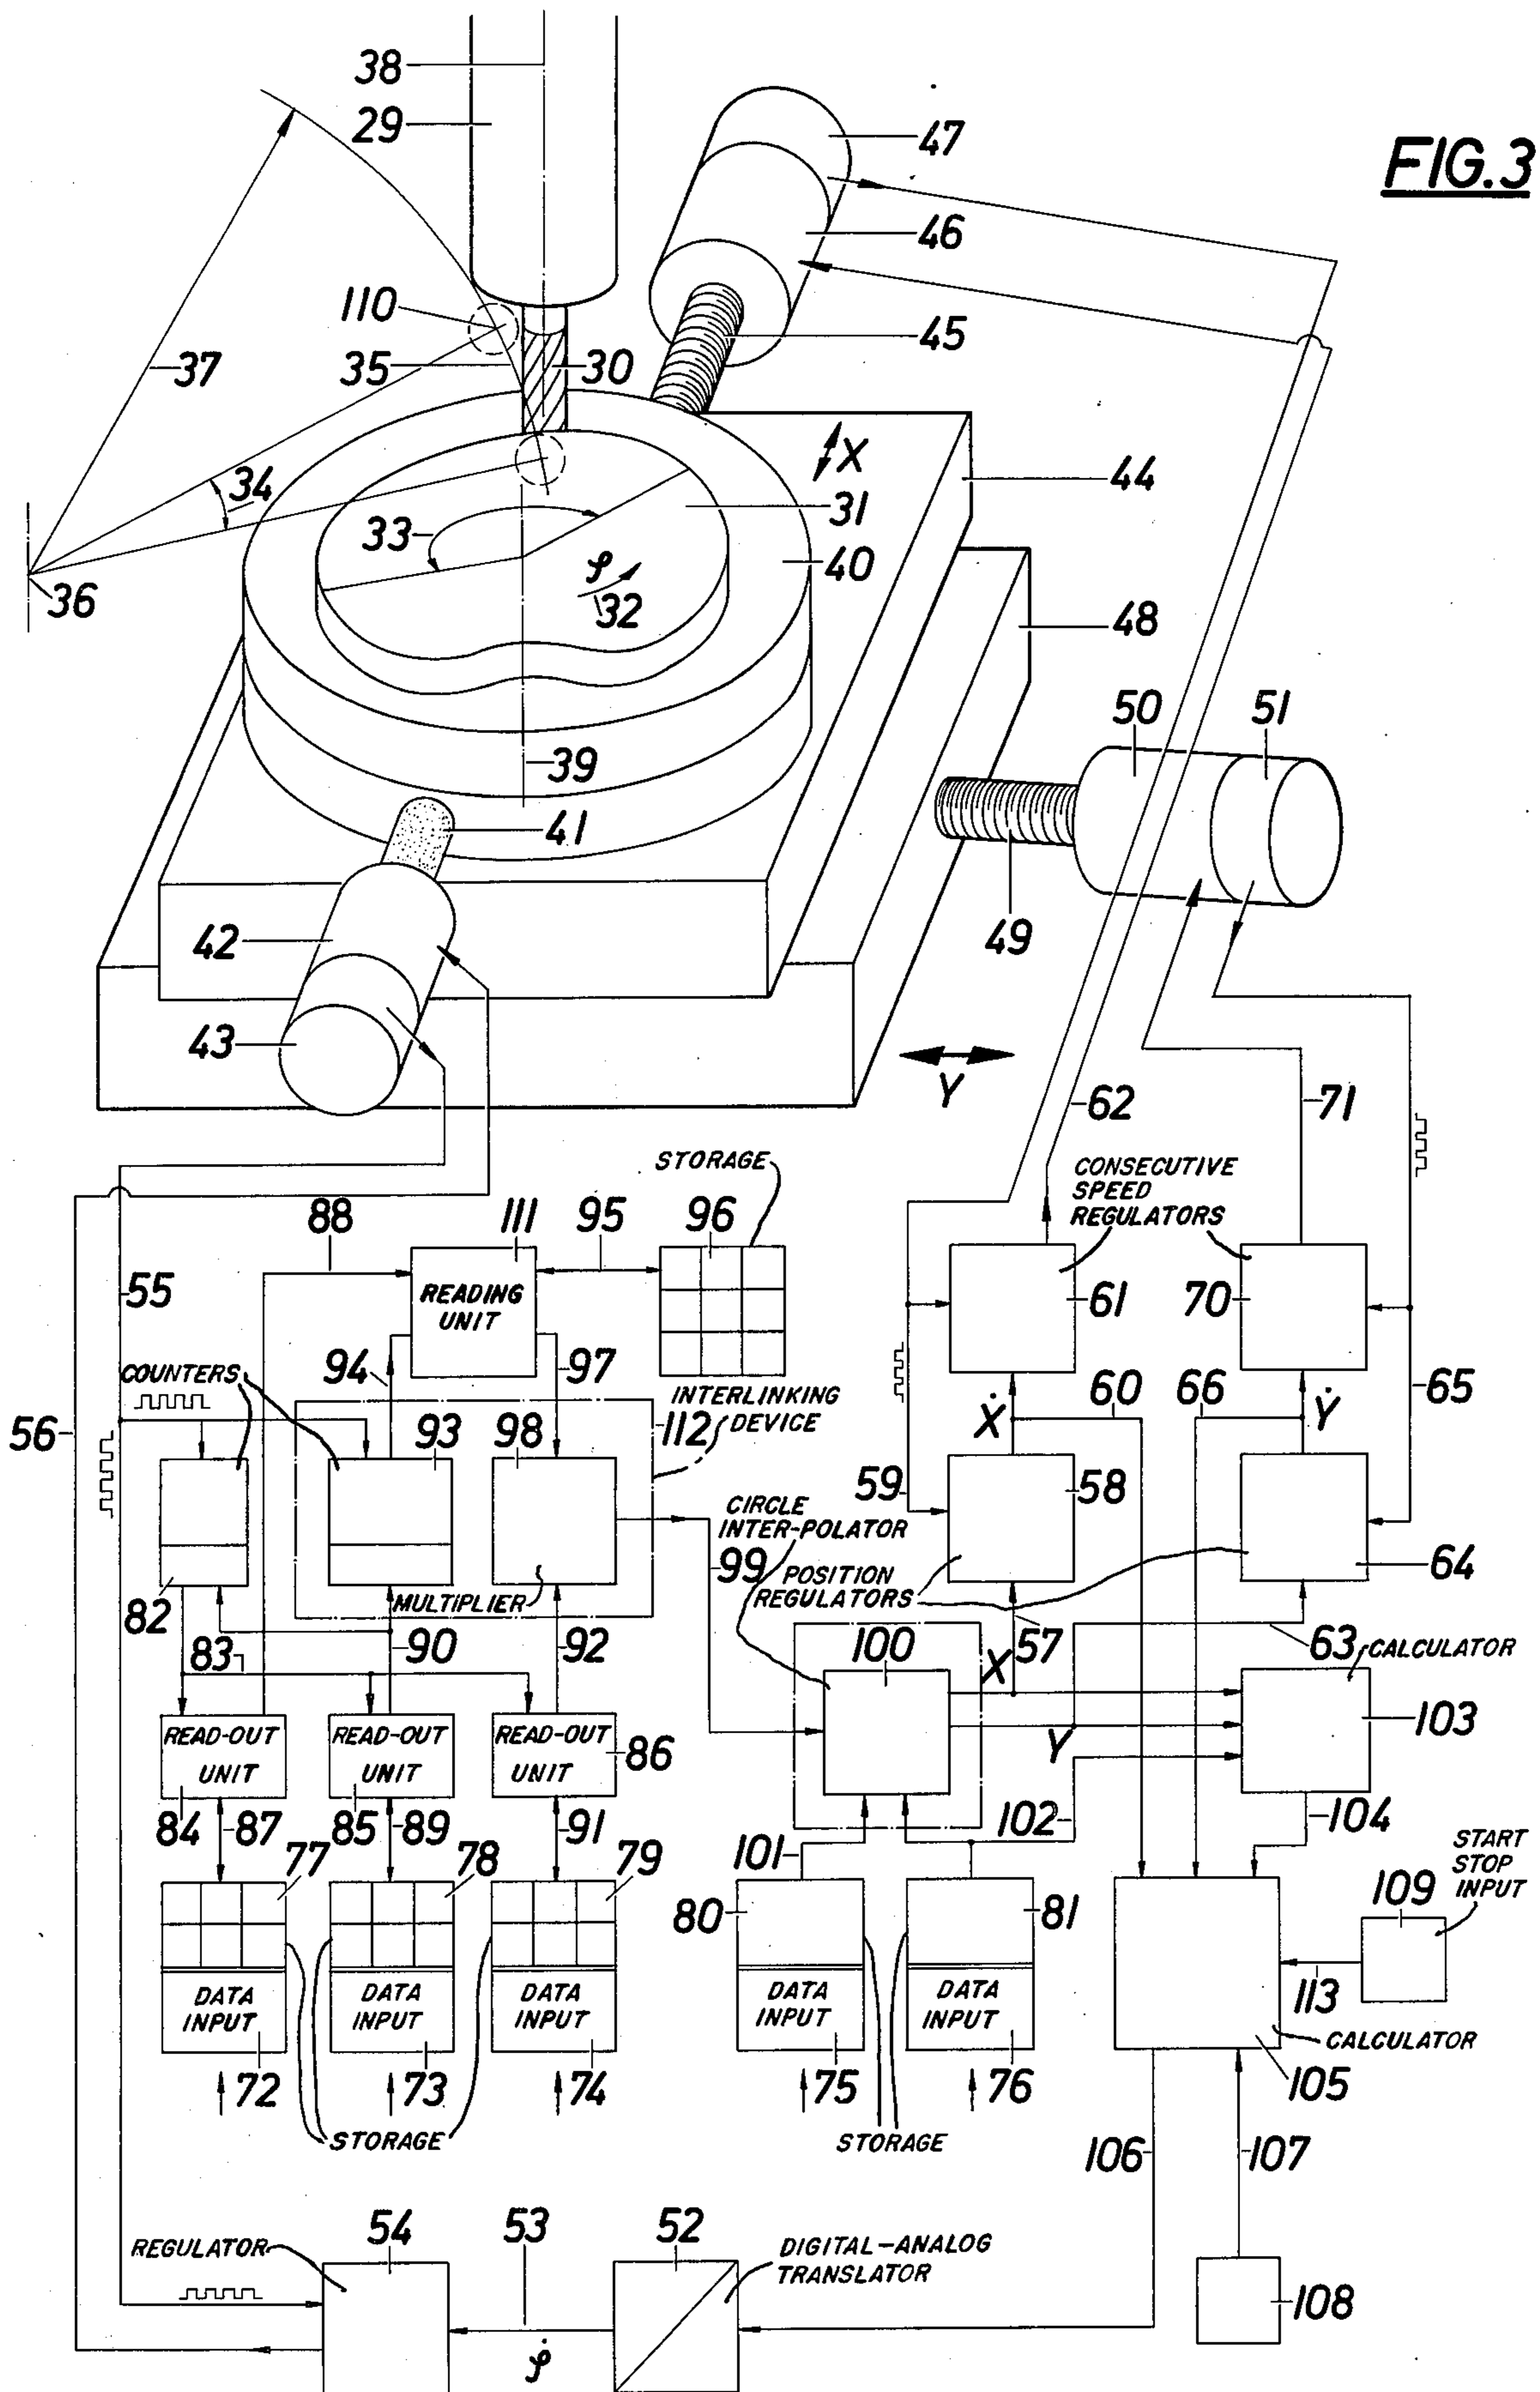 FIG.3
38
29
47
46
110
45
35
30
37
X
44
34
31
33
40
φ
32
36
48
50
51
39
41
49
42
43
Y
62
71
STORAGE
CONSECUTIVE
SPEED
REGULATORS
88
111
95
96
55
READING
UNIT
61
70
COUNTERS
94
97
60
66
65
INTERLINKING
DEVICE
112
Ẋ
Ẏ
56
93
98
59
58
CIRCLE
INTER-POLATOR
99
POSITION
REGULATORS
64
82
MULTIPLIER
83
90
92
100
X
57
63
CALCULATOR
READ-OUT
UNIT
READ-OUT
UNIT
READ-OUT
UNIT
86
103
Y
84
87
85
89
91
102
104
101
START
STOP
INPUT
77
78
79
109
80
81
DATA
INPUT
DATA
INPUT
DATA
INPUT
DATA
INPUT
DATA
INPUT
113
CALCULATOR
72
73
74
75
76
105
STORAGE
STORAGE
106
107
REGULATOR
54
53
52
DIGITAL-ANALOG
TRANSLATOR
108
φ̇